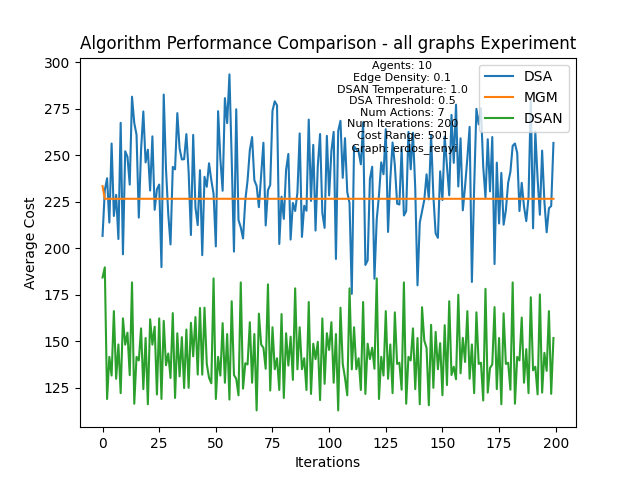 Algorithm Performance Comparison - all graphs Experiment
Agents: 10
Edge Density: 0.1
DSAN Temperature: 1.0
DSA Threshold: 0.5
Num Actions: 7
Num Iterations: 200
Cost Range: 501
Graph: erdos_renyi
DSA
MGM
DSAN
Average Cost
300
275
250
225
200
175
150
125
0 25 50 75 100 125 150 175 200
Iterations